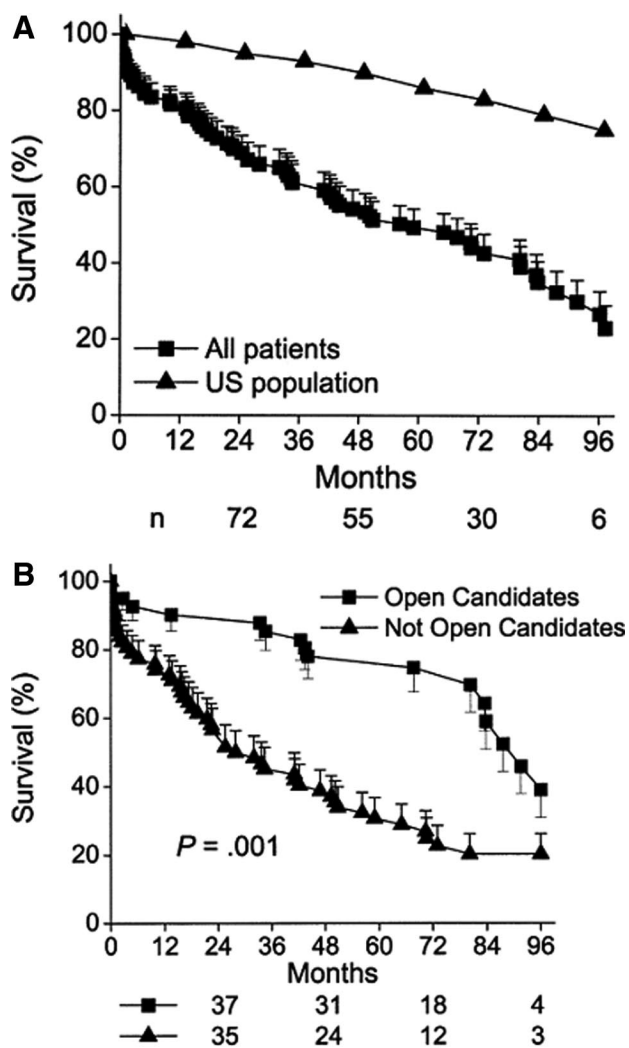 A
100
80
60
40
20
0
Survival (%)
All patients
US population
0 12 24 36 48 60 72 84 96
Months
n 72 55 30 6
B
100
80
60
40
20
0
Survival (%)
Open Candidates
Not Open Candidates
P = .001
0 12 24 36 48 60 72 84 96
Months
37 31 18 4
35 24 12 3